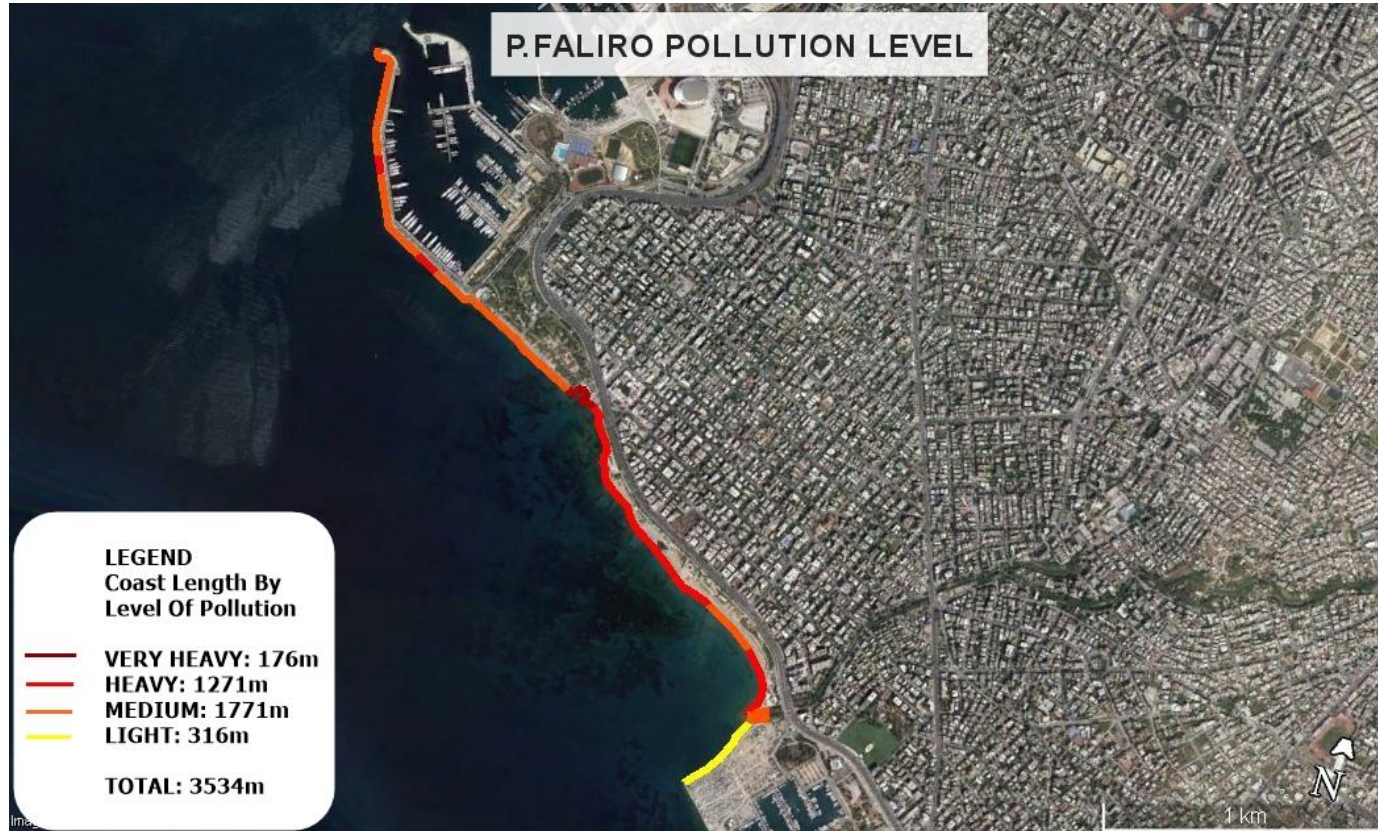 P.FALIRO POLLUTION LEVEL
LEGEND
Coast Length By
Level Of Pollution
VERY HEAVY: 176m
HEAVY: 1271m
MEDIUM: 1771m
LIGHT: 316m
TOTAL: 3534m
N
1 km